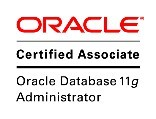 ORACLE
Certified Associate
Oracle Database 11g
Administrator